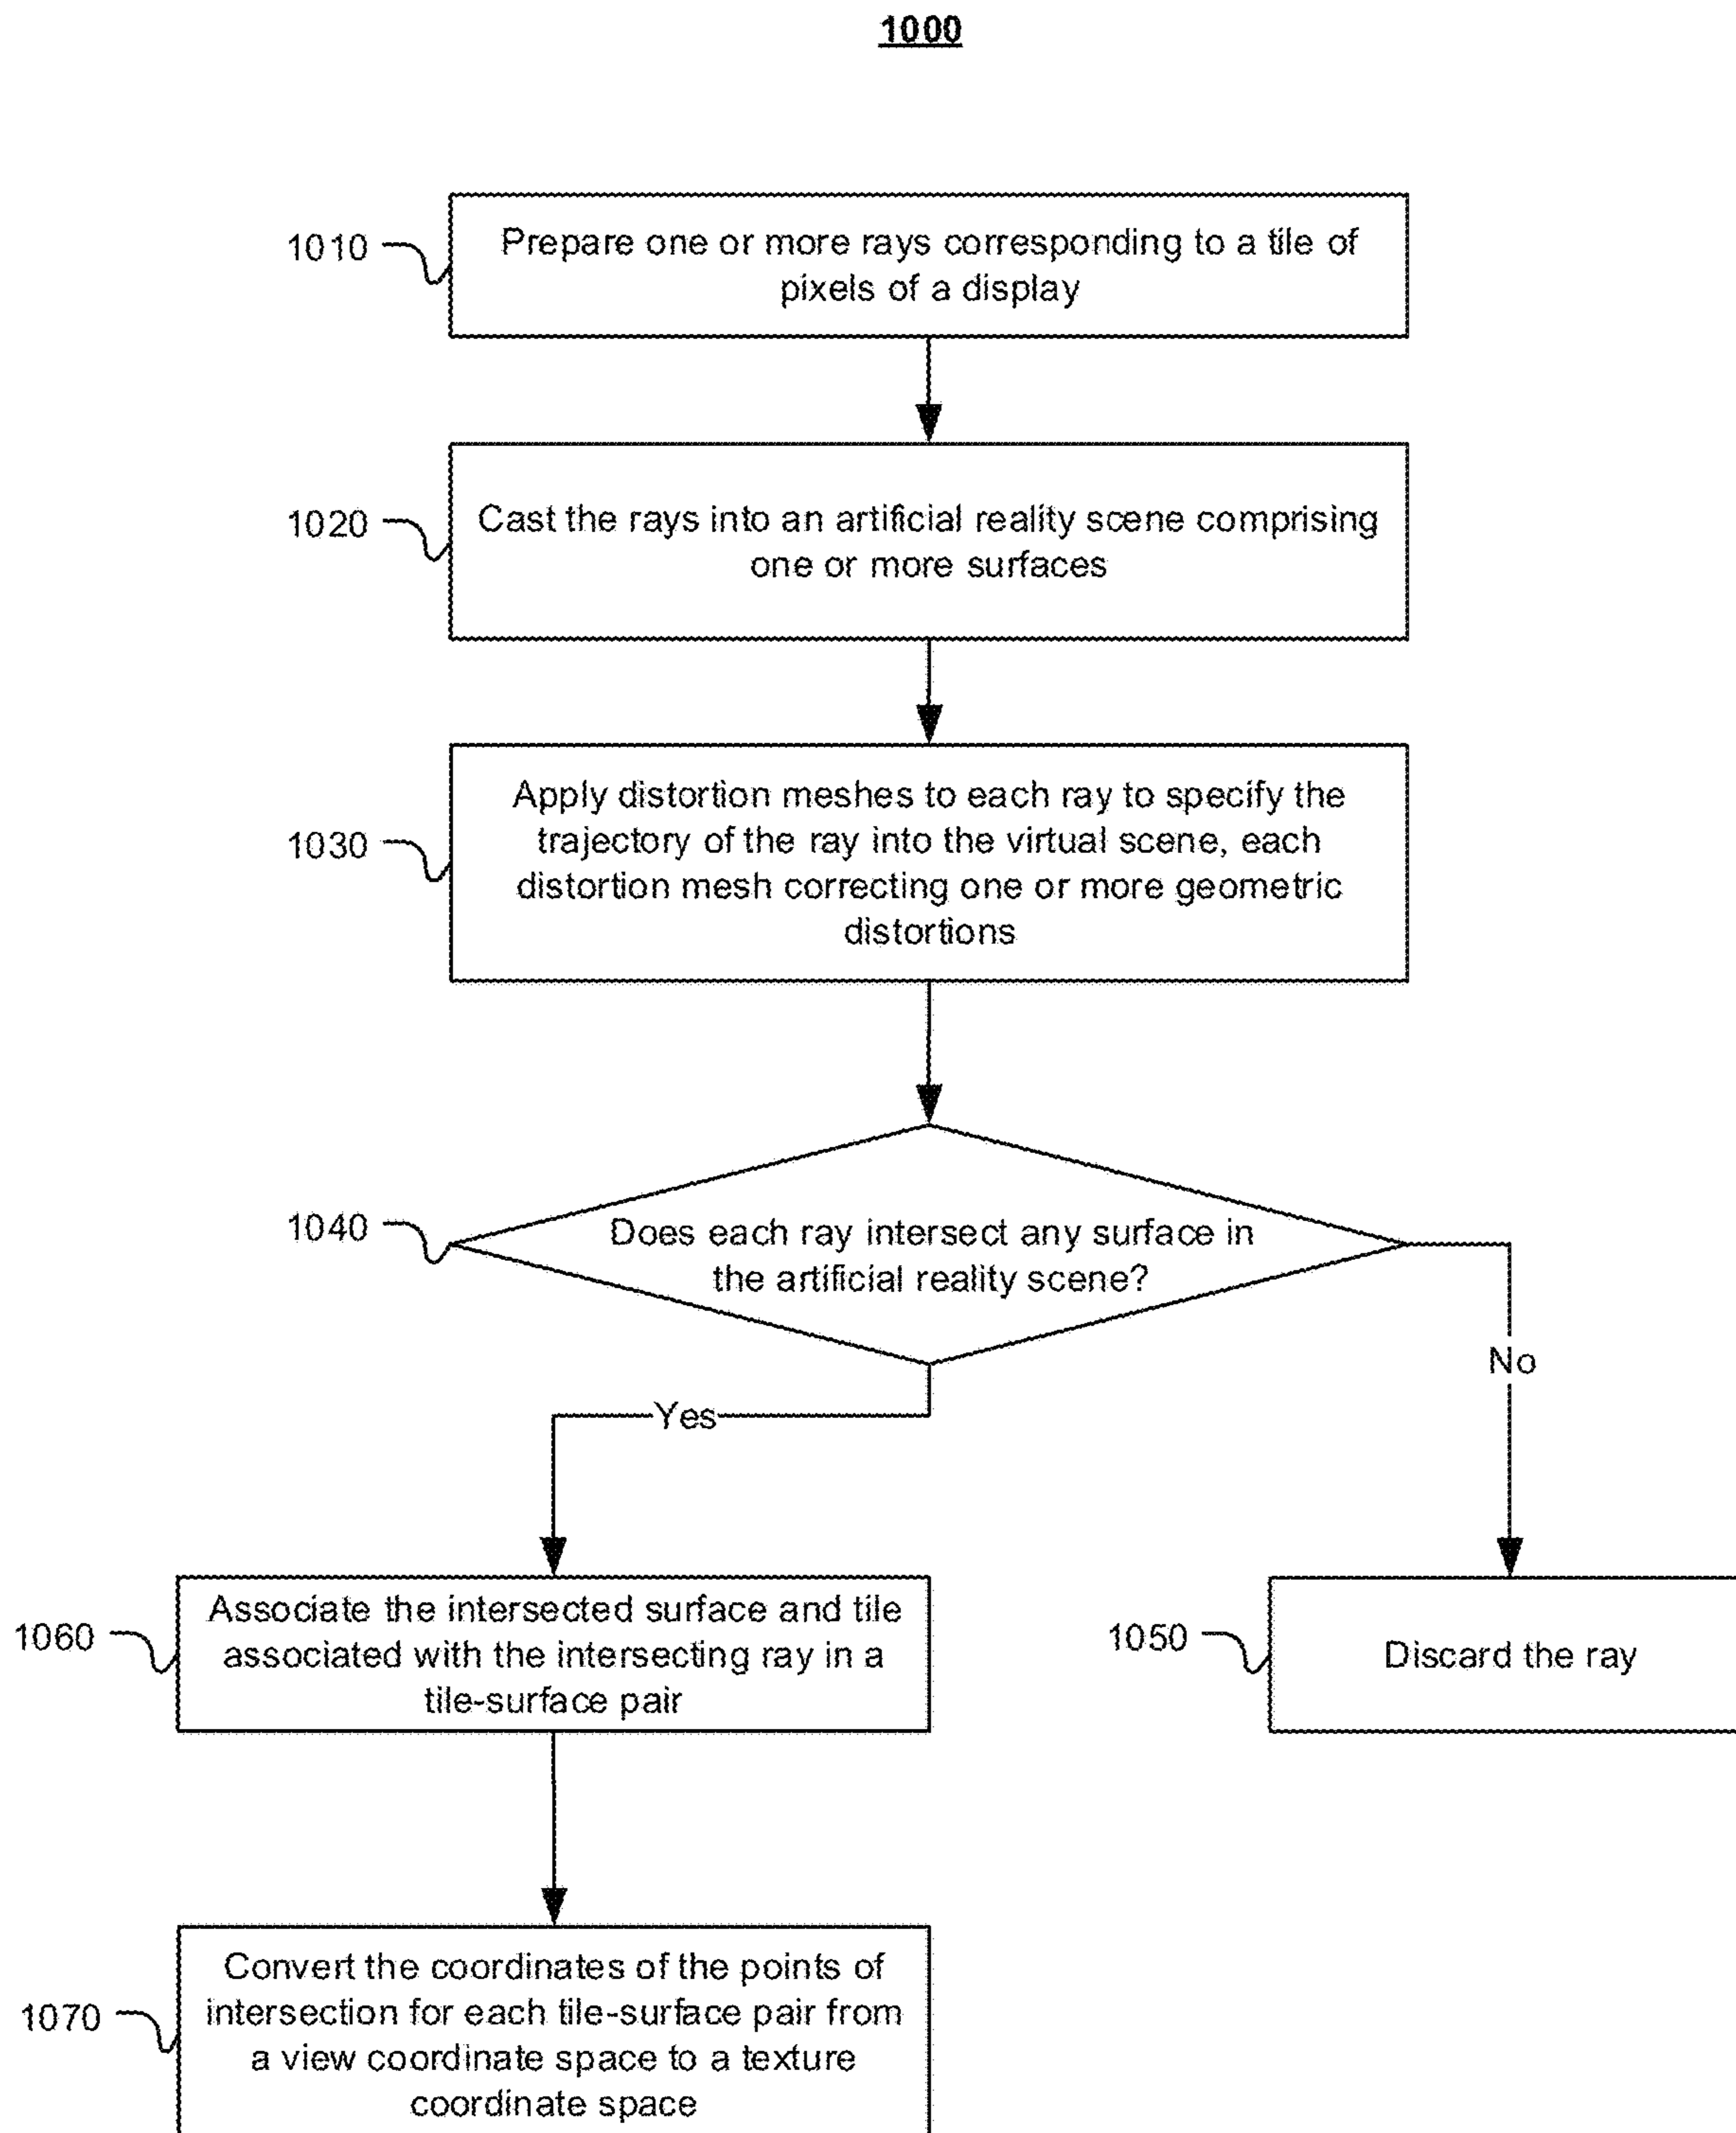 1000
1010
Prepare one or more rays corresponding to a tile of
pixels of a display
1020
Cast the rays into an artificial reality scene comprising
one or more surfaces
1030
Apply distortion meshes to each ray to specify the
trajectory of the ray into the virtual scene, each
distortion mesh correcting one or more geometric
distortions
1040
Does each ray intersect any surface in
the artificial reality scene?
No
Yes
1060
Associate the intersected surface and tile
associated with the intersecting ray in a
tile-surface pair
1050
Discard the ray
1070
Convert the coordinates of the points of
intersection for each tile-surface pair from
a view coordinate space to a texture
coordinate space